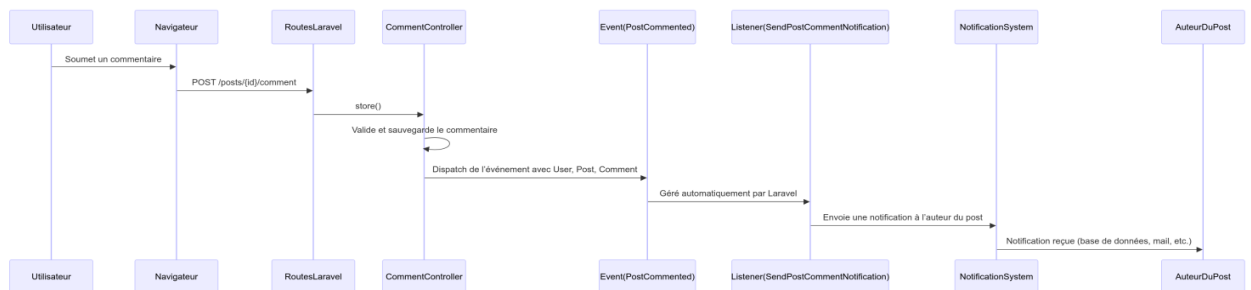 Utilisateur
Navigateur
RoutesLaravel
CommentController
Event(PostCommented)
Listener(SendPostCommentNotification)
NotificationSystem
AuteurDuPost
Soumet un commentaire
POST /posts/{id}/comment
store()
Valide et sauvegarde le commentaire
Dispatch de l'événement avec User, Post, Comment
Géré automatiquement par Laravel
Envoie une notification à l'auteur du post
Notification reçue (base de données, mail, etc.)
Utilisateur
Navigateur
RoutesLaravel
CommentController
Event(PostCommented)
Listener(SendPostCommentNotification)
NotificationSystem
AuteurDuPost